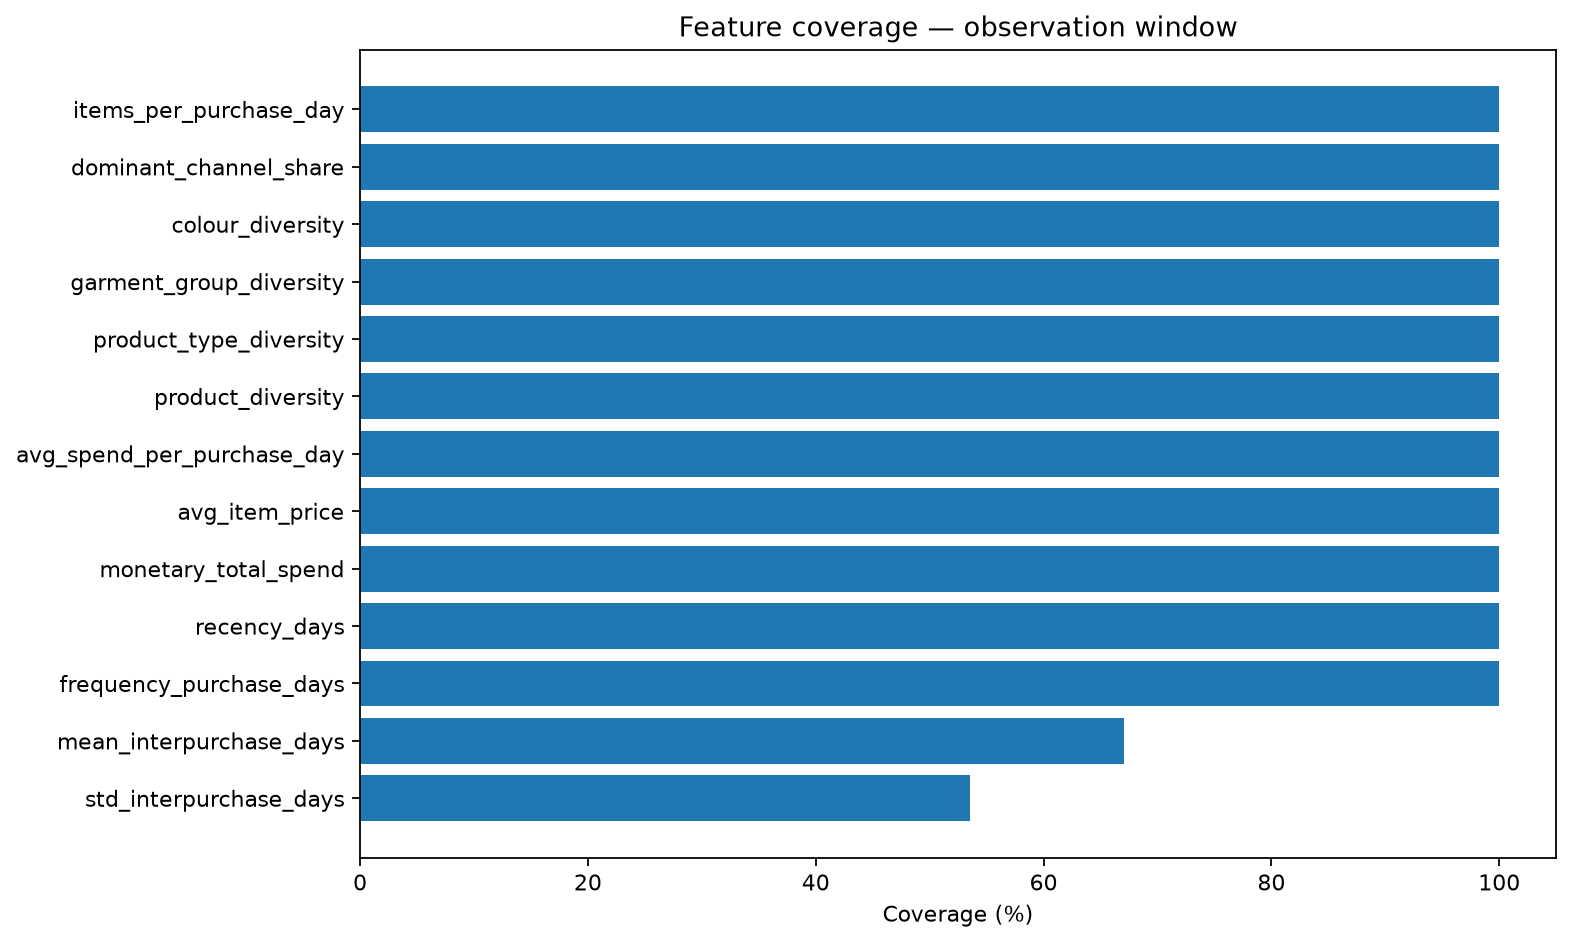 Feature coverage — observation window
items_per_purchase_day
dominant_channel_share
colour_diversity
garment_group_diversity
product_type_diversity
product_diversity
avg_spend_per_purchase_day
avg_item_price
monetary_total_spend
recency_days
frequency_purchase_days
mean_interpurchase_days
std_interpurchase_days
0 20 40 60 80 100
Coverage (%)